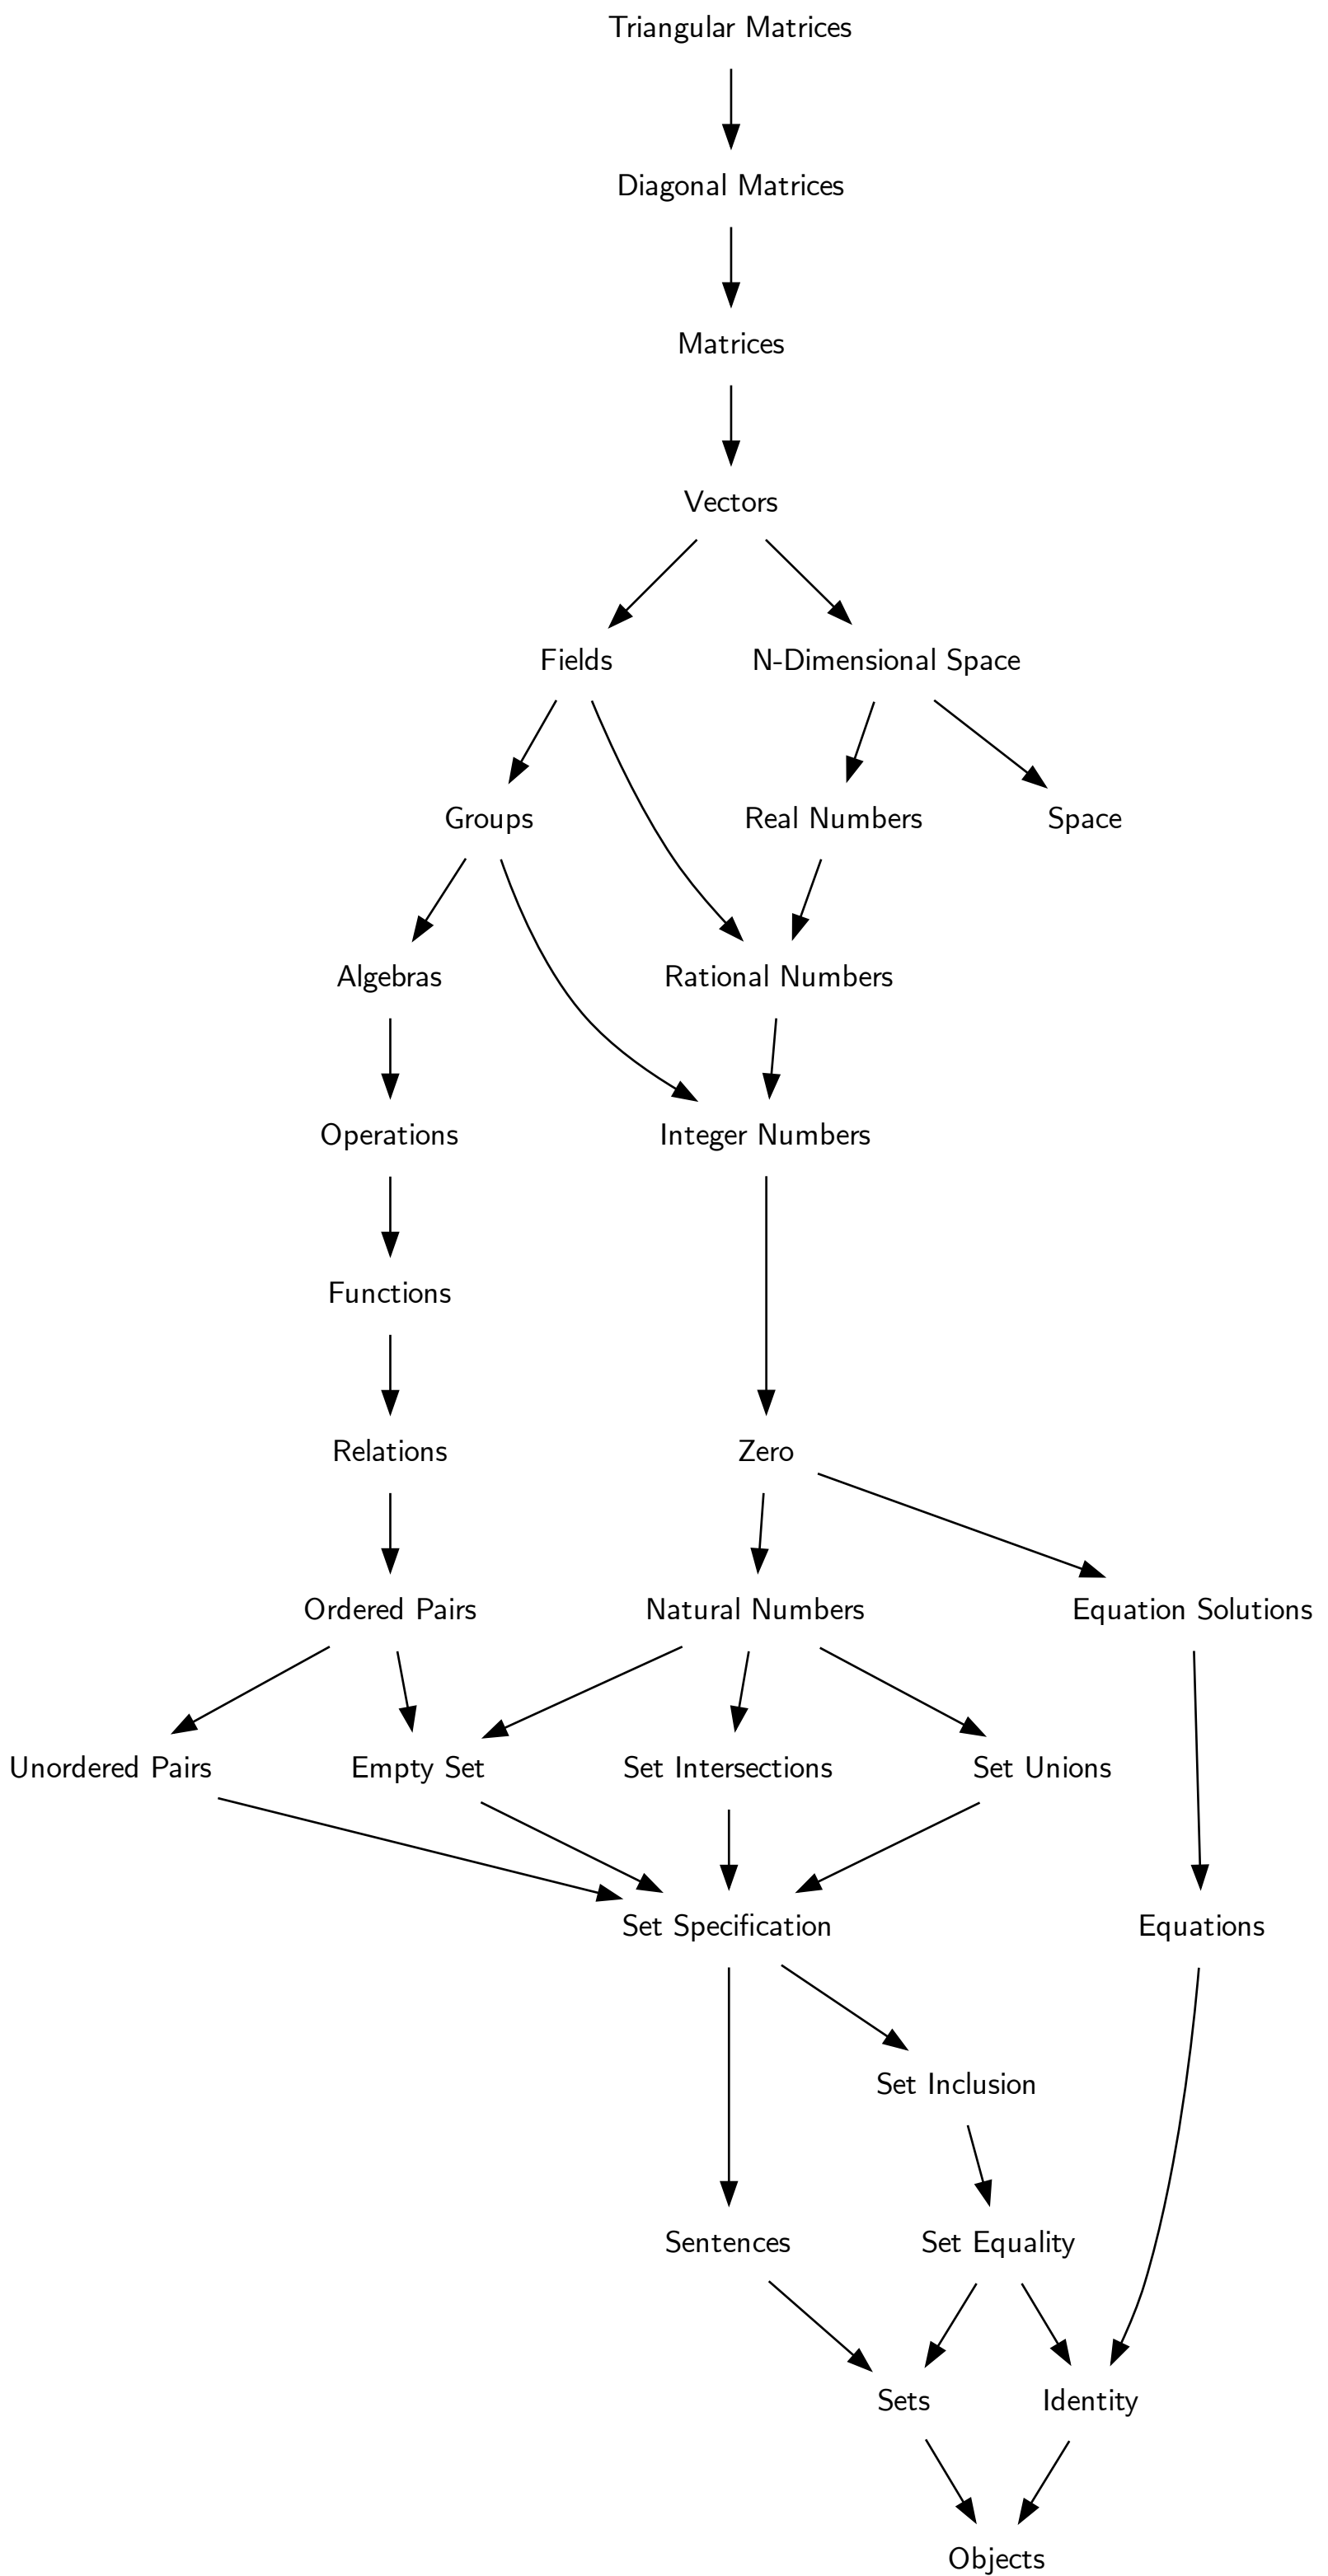 Triangular Matrices
Diagonal Matrices
Matrices
Vectors
Fields
N-Dimensional Space
Groups
Real Numbers
Space
Algebras
Rational Numbers
Operations
Integer Numbers
Functions
Relations
Zero
Ordered Pairs
Natural Numbers
Equation Solutions
Unordered Pairs
Empty Set
Set Intersections
Set Unions
Set Specification
Equations
Set Inclusion
Sentences
Set Equality
Sets
Identity
Objects